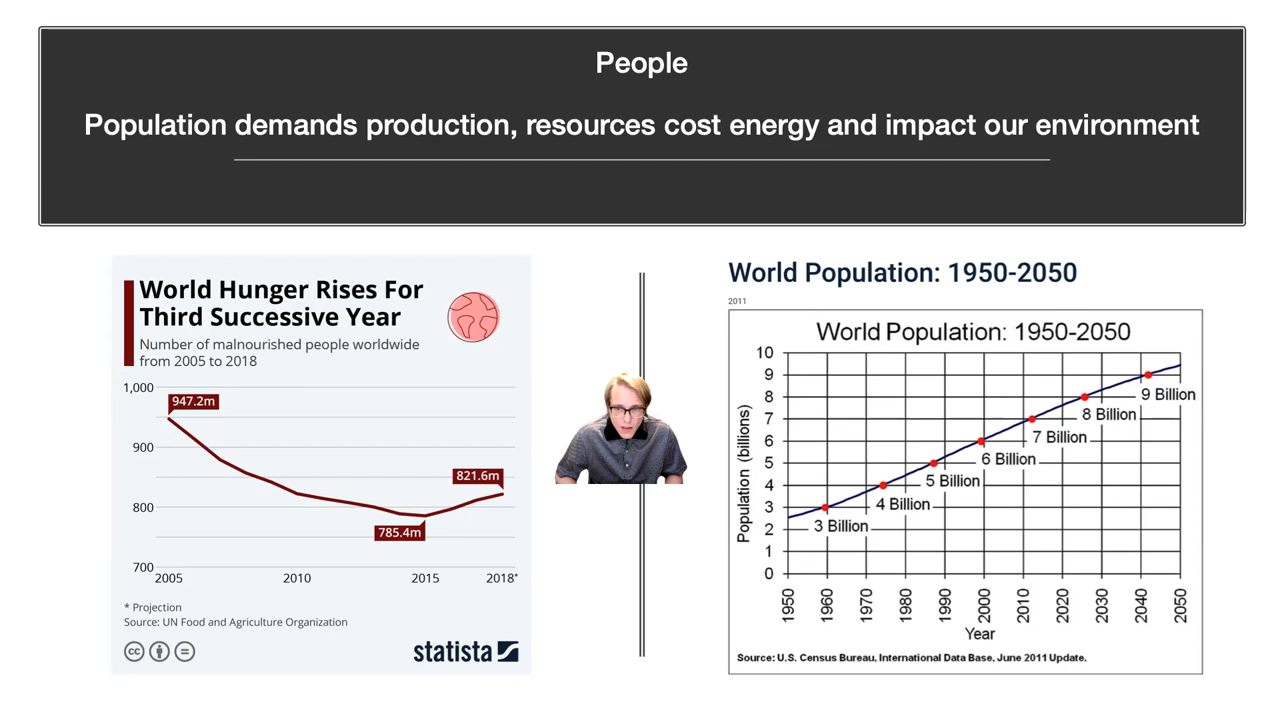 People
Population demands production, resources cost energy and impact our environment
World Hunger Rises For
Third Successive Year
Number of malnourished people worldwide
from 2005 to 2018
1,000
947.2m
900
821.6m
800
785.4m
700
2005 2010 2015 2018*
* Projection
Source: UN Food and Agriculture Organization
cc
statista
World Population: 1950-2050
2011
World Population: 1950-2050
Population (billions)
10
9
8
7
6
5
4
3
2
1
0
9 Billion
8 Billion
7 Billion
6 Billion
5 Billion
4 Billion
3 Billion
1950 1960 1970 1980 1990 2000 2010 2020 2030 2040 2050
Year
Source: U.S. Census Bureau, International Data Base, June 2011 Update.